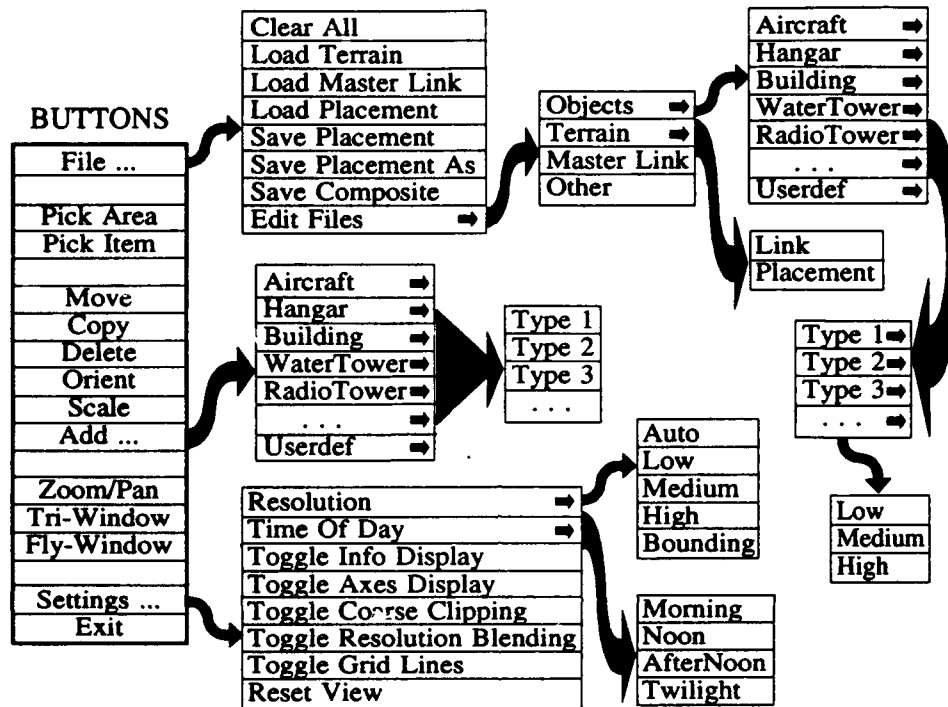 BUTTONS
File ...
Pick Area
Pick Item
Move
Copy
Delete
Orient
Scale
Add ...
Zoom/Pan
Tri-Window
Fly-Window
Settings ...
Exit
Clear All
Load Terrain
Load Master Link
Load Placement
Save Placement
Save Placement As
Save Composite
Edit Files
Objects
Terrain
Master Link
Other
Aircraft
Hangar
Building
WaterTower
RadioTower
. . .
Userdef
Link
Placement
Type 1
Type 2
Type 3
. . .
Low
Medium
High
Aircraft
Hangar
Building
WaterTower
RadioTower
. . .
Userdef
Type 1
Type 2
Type 3
. . .
Resolution
Time Of Day
Toggle Info Display
Toggle Axes Display
Toggle Coarse Clipping
Toggle Resolution Blending
Toggle Grid Lines
Reset View
Auto
Low
Medium
High
Bounding
Morning
Noon
AfterNoon
Twilight